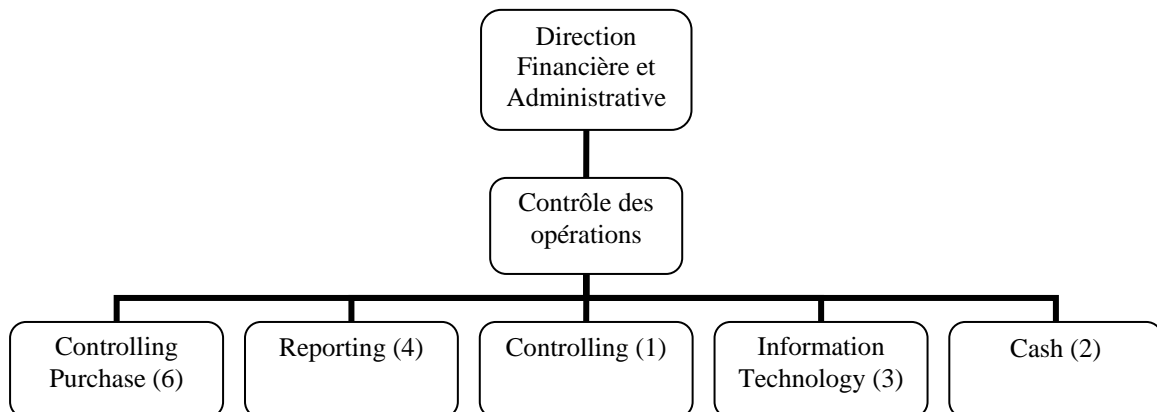 Direction
Financière et
Administrative
Contrôle des
opérations
Controlling
Purchase (6)
Reporting (4)
Controlling (1)
Information
Technology (3)
Cash (2)